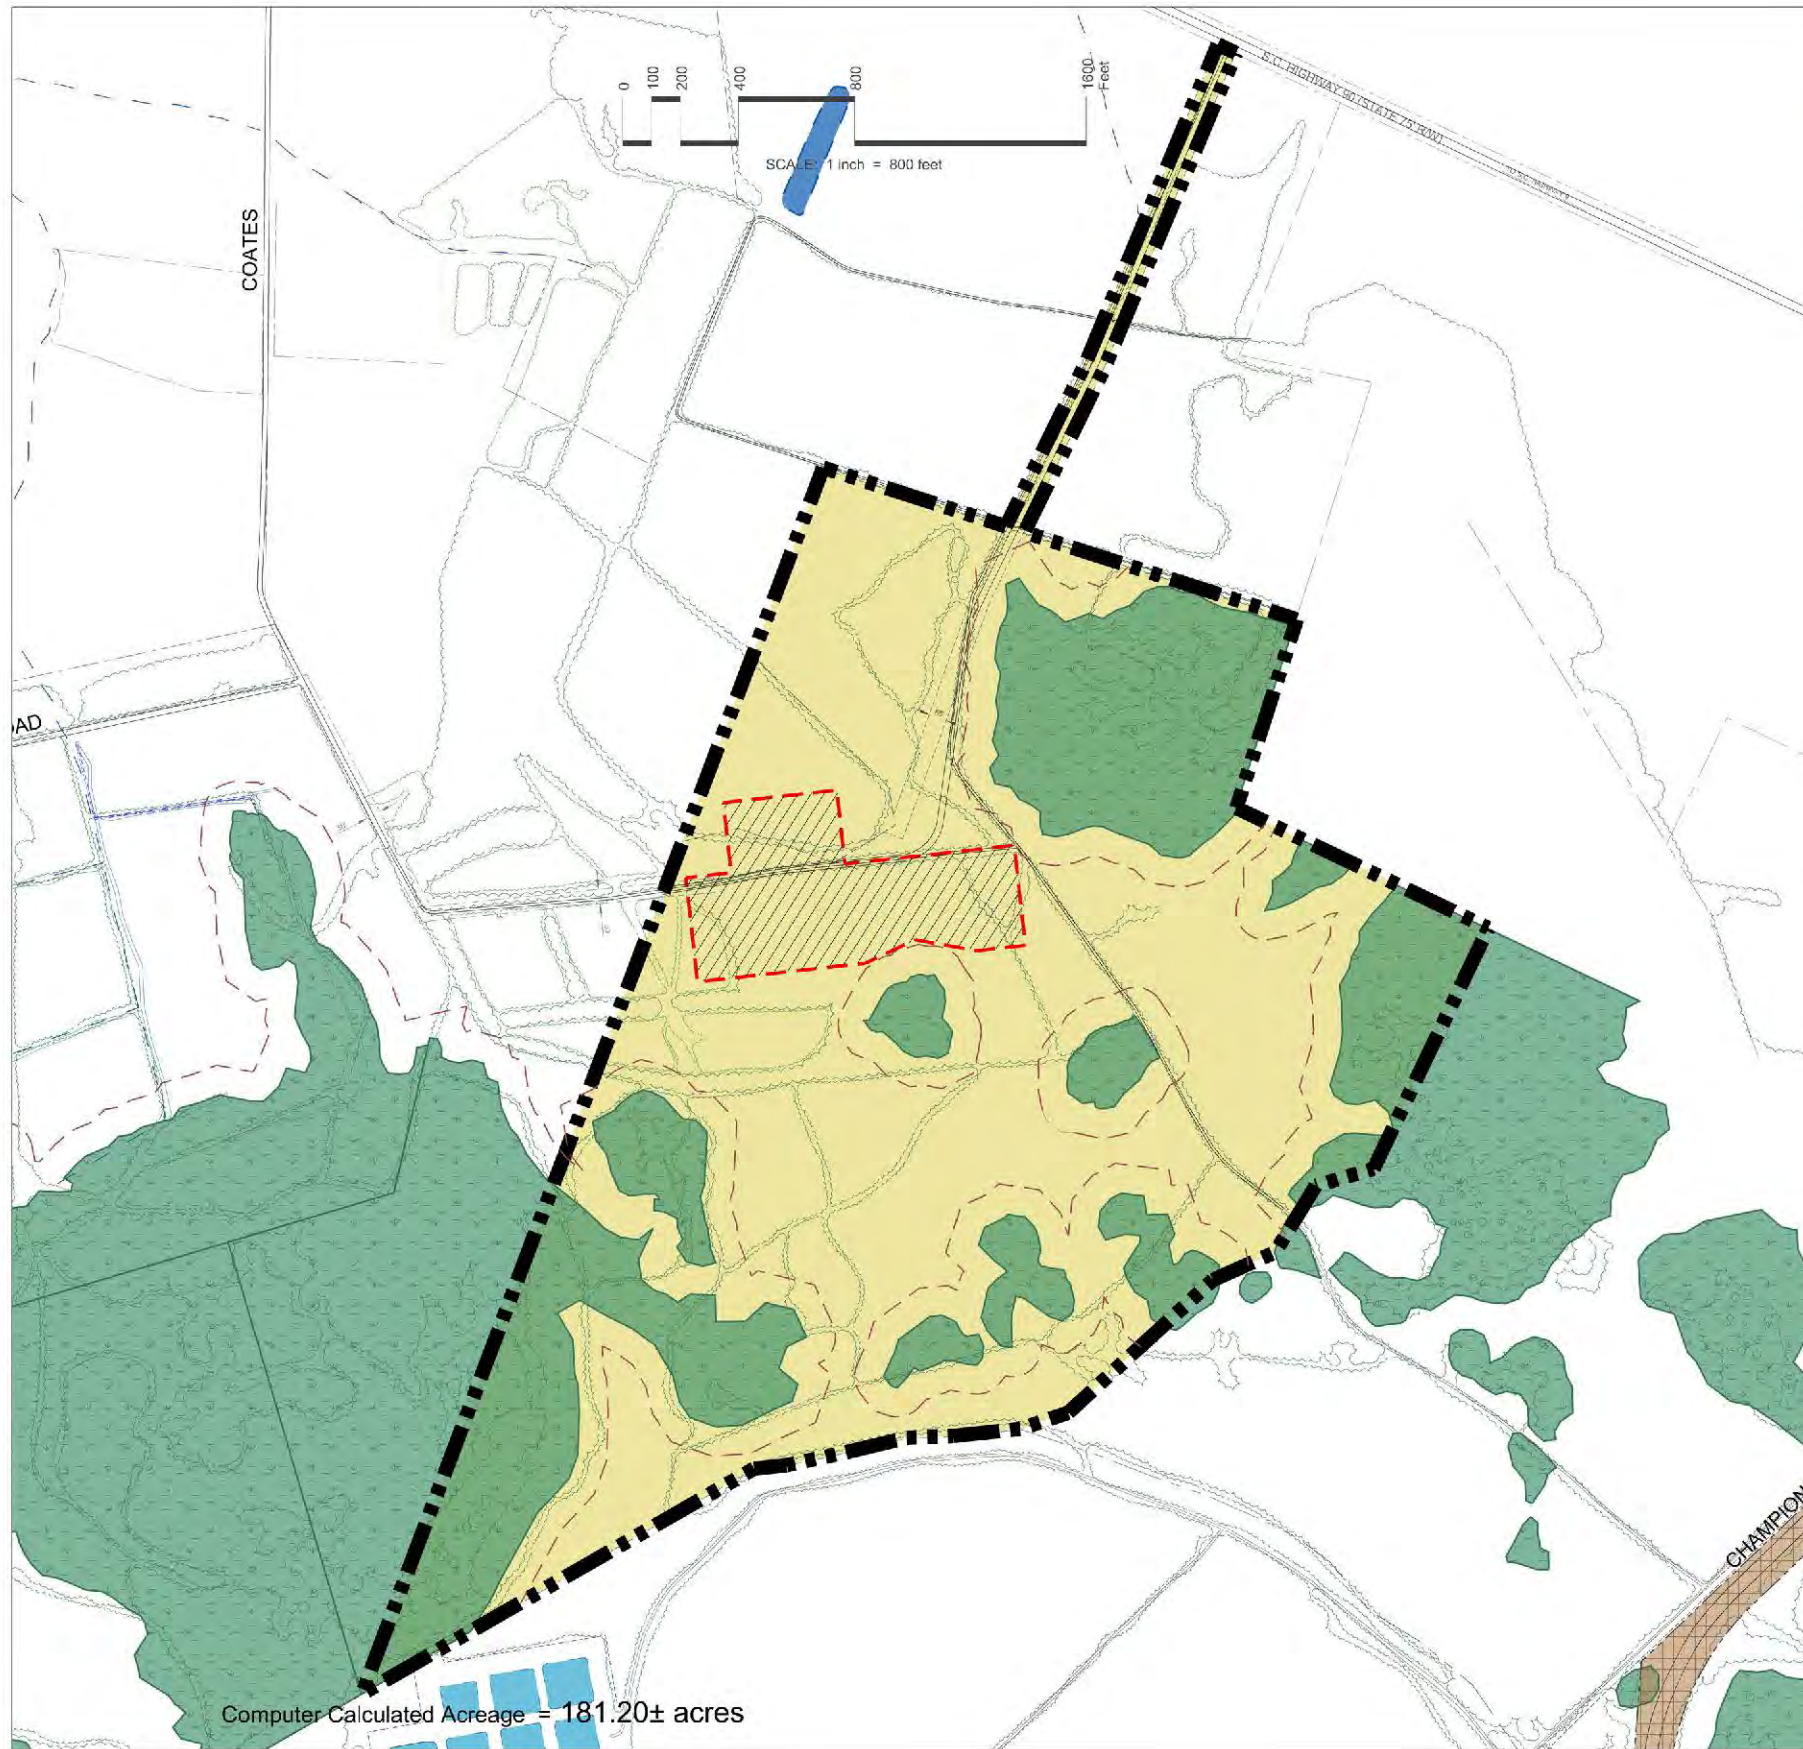 0 100 200 400 800 1600
Feet
SCALE: 1 inch = 800 feet
S.C. HIGHWAY 90 (STATE 75' R/W)
COATES
OAD
CHAMPION
Computer Calculated Acreage = 181.20± acres